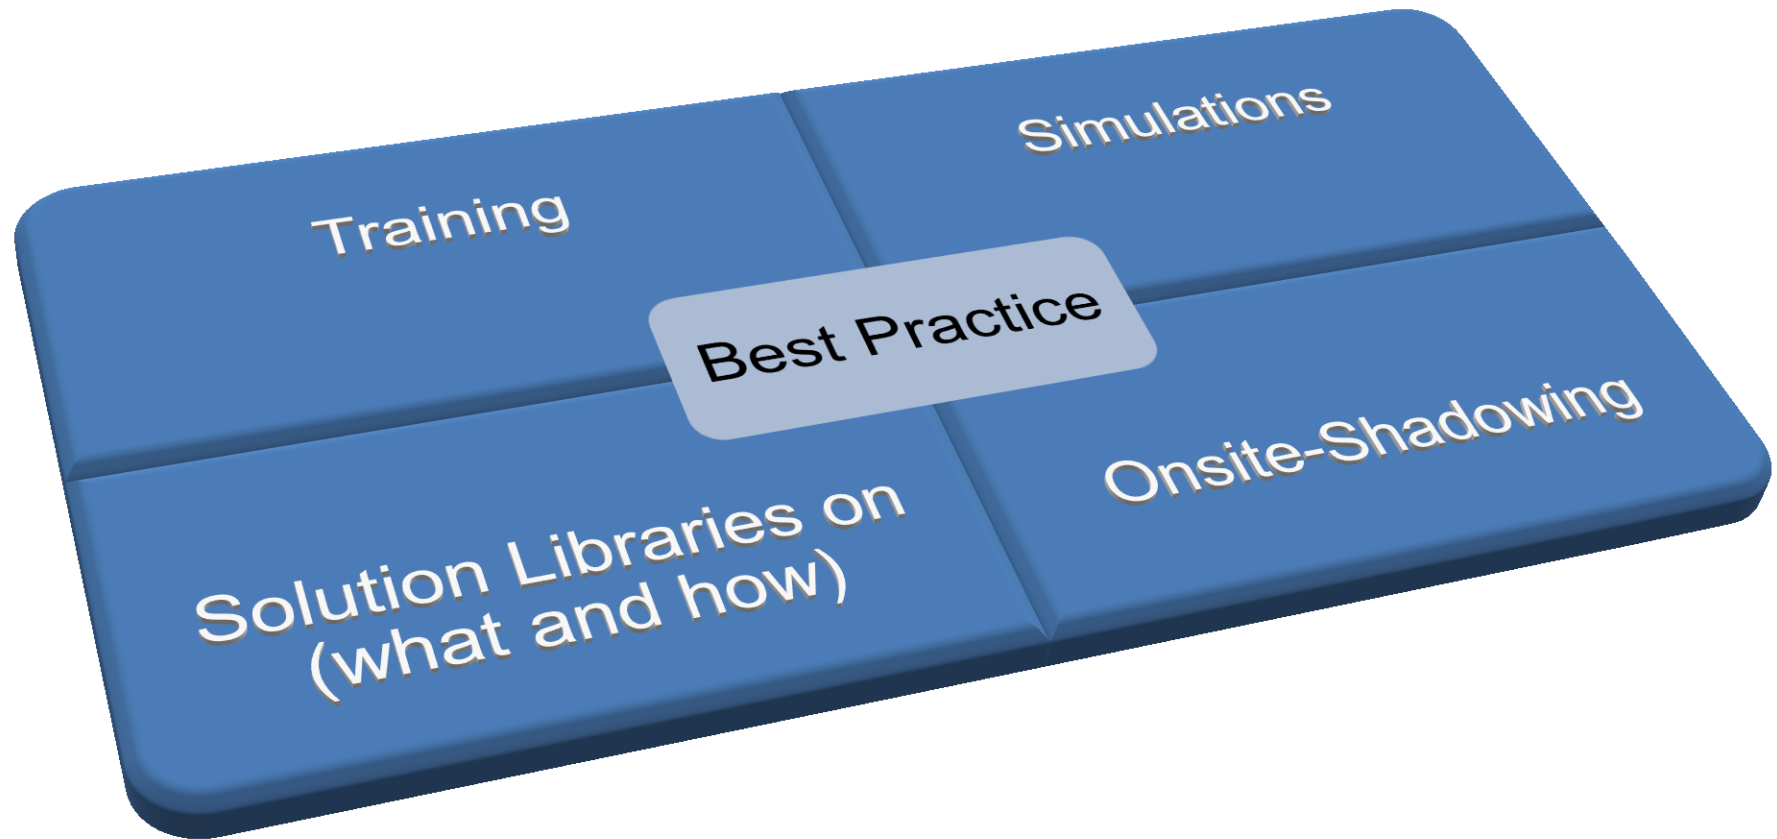 Training
Simulations
Best Practice
Solution Libraries on
(what and how)
Onsite-Shadowing